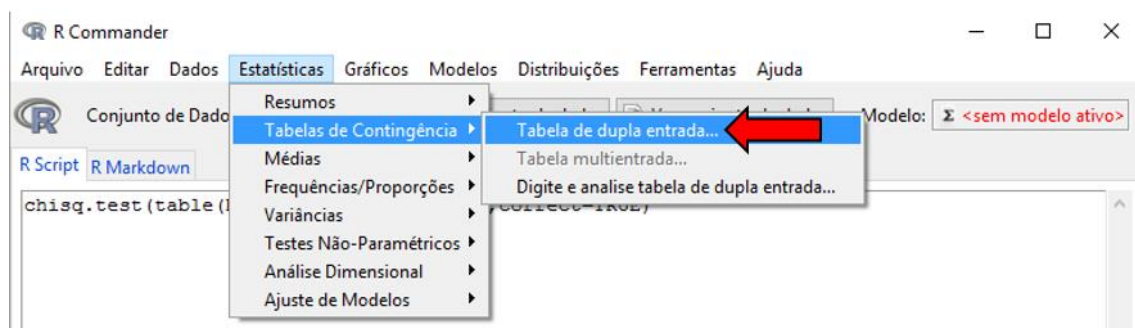 R Commander
Arquivo Editar Dados Estatísticas Gráficos Modelos Distribuições Ferramentas Ajuda
Conjunto de Dado Modelo: Σ <sem modelo ativo>
R Script R Markdown
Resumos
Tabelas de Contingência
Médias
Frequências/Proporções
Variâncias
Testes Não-Paramétricos
Análise Dimensional
Ajuste de Modelos
Tabela de dupla entrada...
Tabela multientrada...
Digite e analise tabela de dupla entrada...
chisq.test(table(